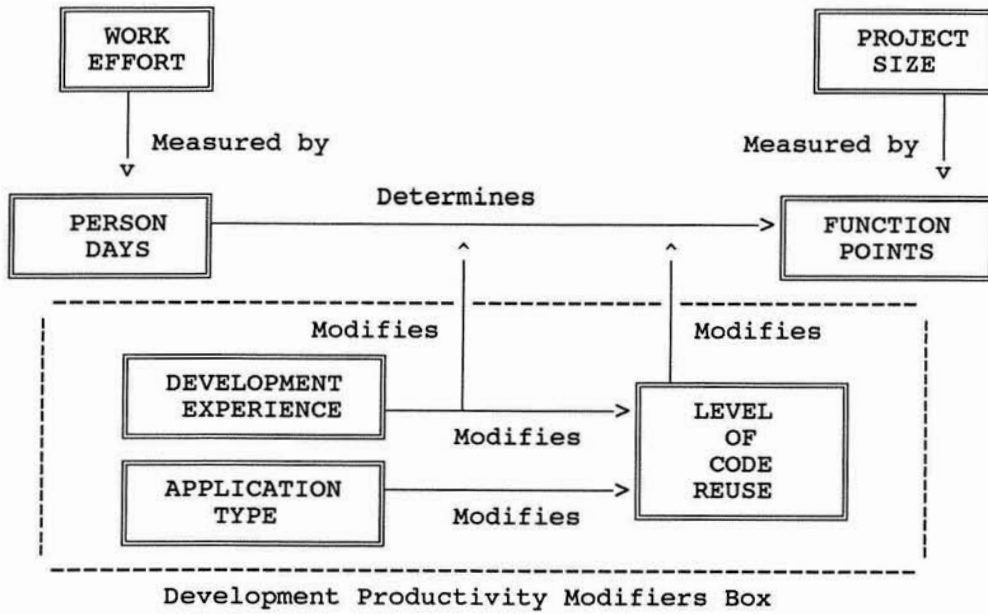 WORK
EFFORT
PROJECT
SIZE
Measured by
Measured by
v
v
Determines
PERSON
DAYS
>
FUNCTION
POINTS
^
^
Modifies
Modifies
DEVELOPMENT
EXPERIENCE
>
Modifies
LEVEL
OF
CODE
REUSE
APPLICATION
TYPE
>
Modifies
Development Productivity Modifiers Box